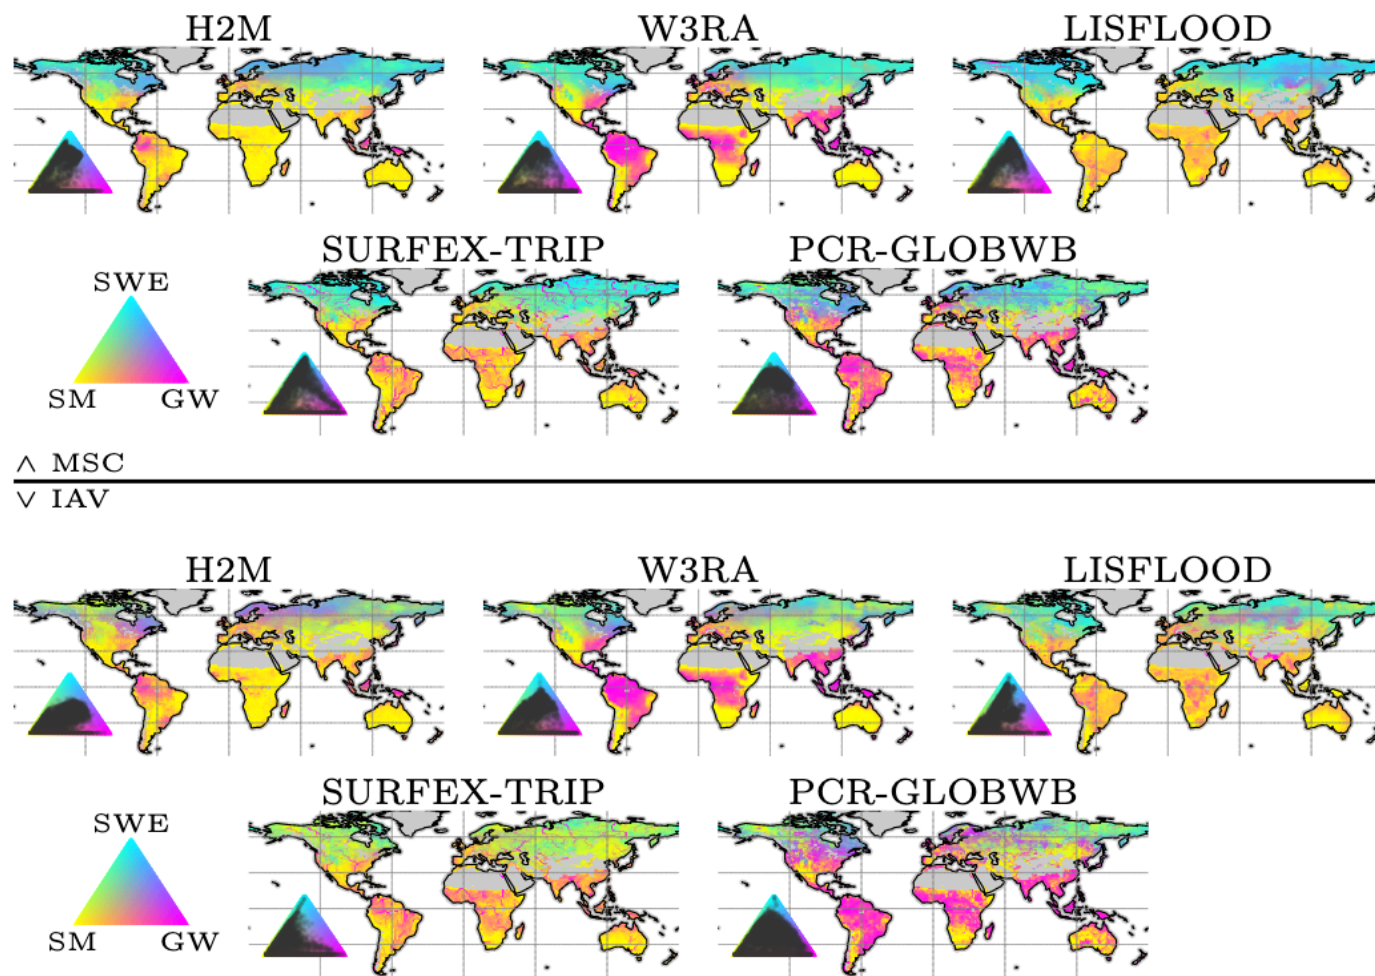 H2M W3RA LISFLOOD
SURFEX-TRIP PCR-GLOBWB
SWE
SM GW
∧ MSC
∨ IAV
H2M W3RA LISFLOOD
SURFEX-TRIP PCR-GLOBWB
SWE
SM GW